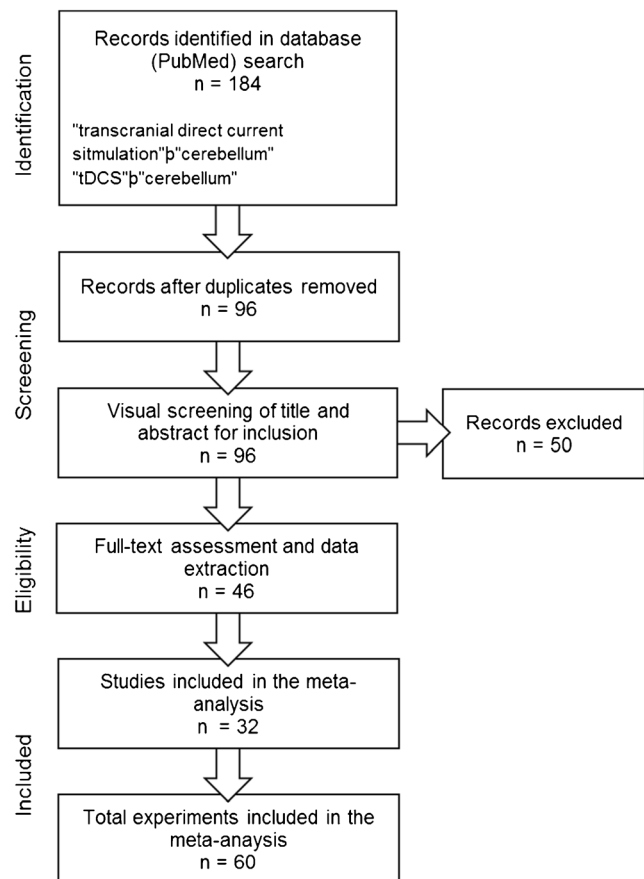 Identification
Records identified in database
(PubMed) search
n = 184
"transcranial direct current
sitmulation"þ"cerebellum"
"tDCS"þ"cerebellum"
Screeening
Records after duplicates removed
n = 96
Visual screening of title and
abstract for inclusion
n = 96
Records excluded
n = 50
Eligibility
Full-text assessment and data
extraction
n = 46
Included
Studies included in the meta-
analysis
n = 32
Total experiments included in the
meta-anaysis
n = 60